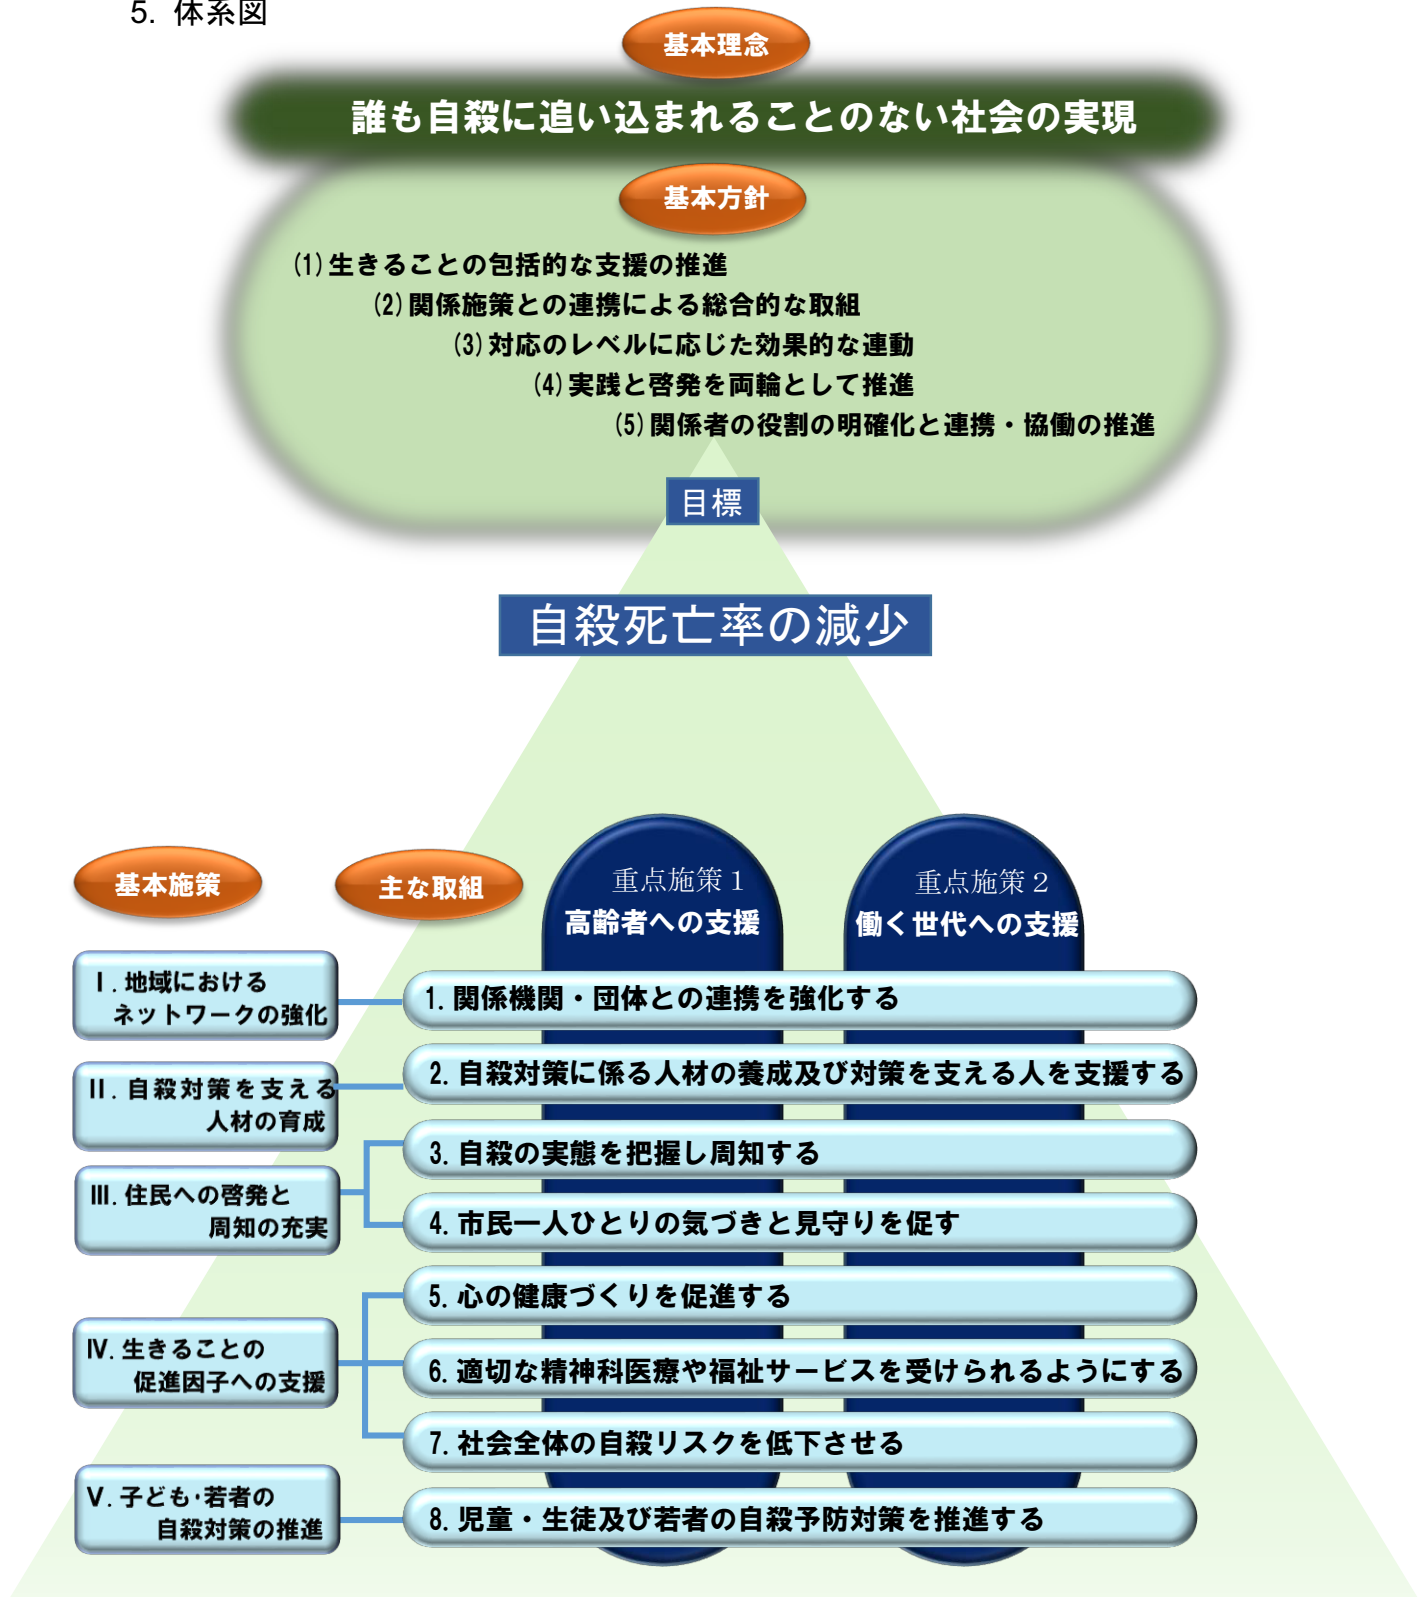 5. 体系図
基本理念
誰も自殺に追い込まれることのない社会の実現
基本方針
(1)生きることの包括的な支援の推進
(2)関係施策との連携による総合的な取組
(3)対応のレベルに応じた効果的な連動
(4)実践と啓発を両輪として推進
(5)関係者の役割の明確化と連携・協働の推進
目標
自殺死亡率の減少
基本施策
主な取組
重点施策1
高齢者への支援
重点施策2
働く世代への支援
Ⅰ.地域における
ネットワークの強化
1.関係機関・団体との連携を強化する
Ⅱ.自殺対策を支える
人材の育成
2.自殺対策に係る人材の養成及び対策を支える人を支援する
Ⅲ.住民への啓発と
周知の充実
3.自殺の実態を把握し周知する
4.市民一人ひとりの気づきと見守りを促す
Ⅳ.生きることの
促進因子への支援
5.心の健康づくりを促進する
6.適切な精神科医療や福祉サービスを受けられるようにする
7.社会全体の自殺リスクを低下させる
Ⅴ.子ども･若者の
自殺対策の推進
8.児童・生徒及び若者の自殺予防対策を推進する